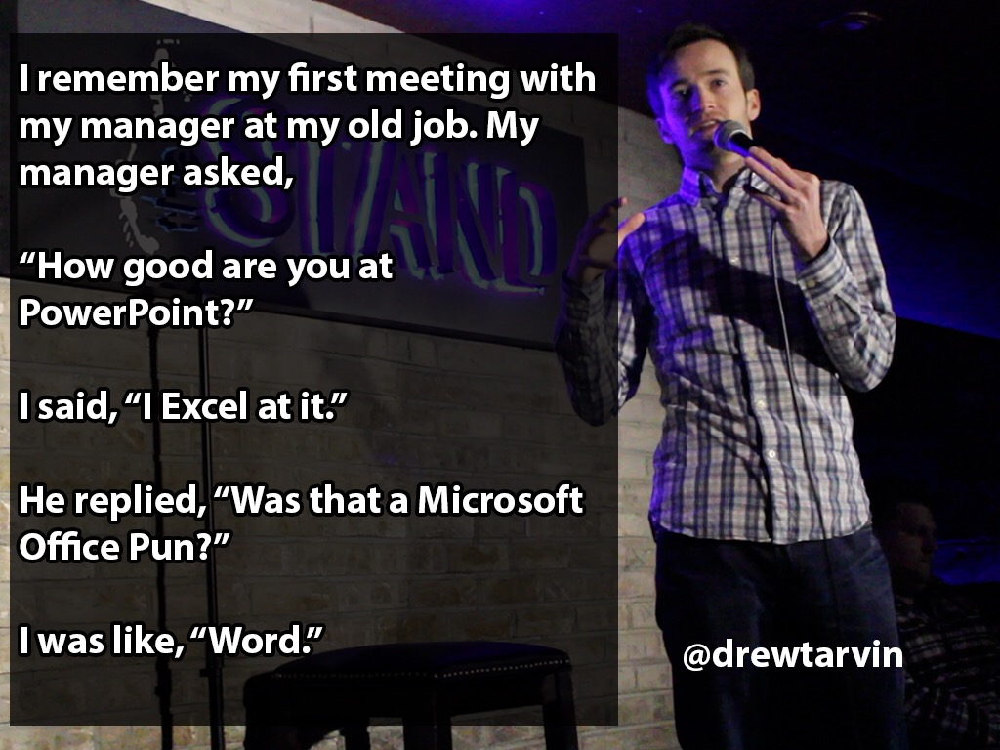 STAND
I remember my first meeting with
my manager at my old job. My
manager asked,
“How good are you at
PowerPoint?”
I said, “I Excel at it.”
He replied, “Was that a Microsoft
Office Pun?”
I was like, “Word.”
@drewtarvin